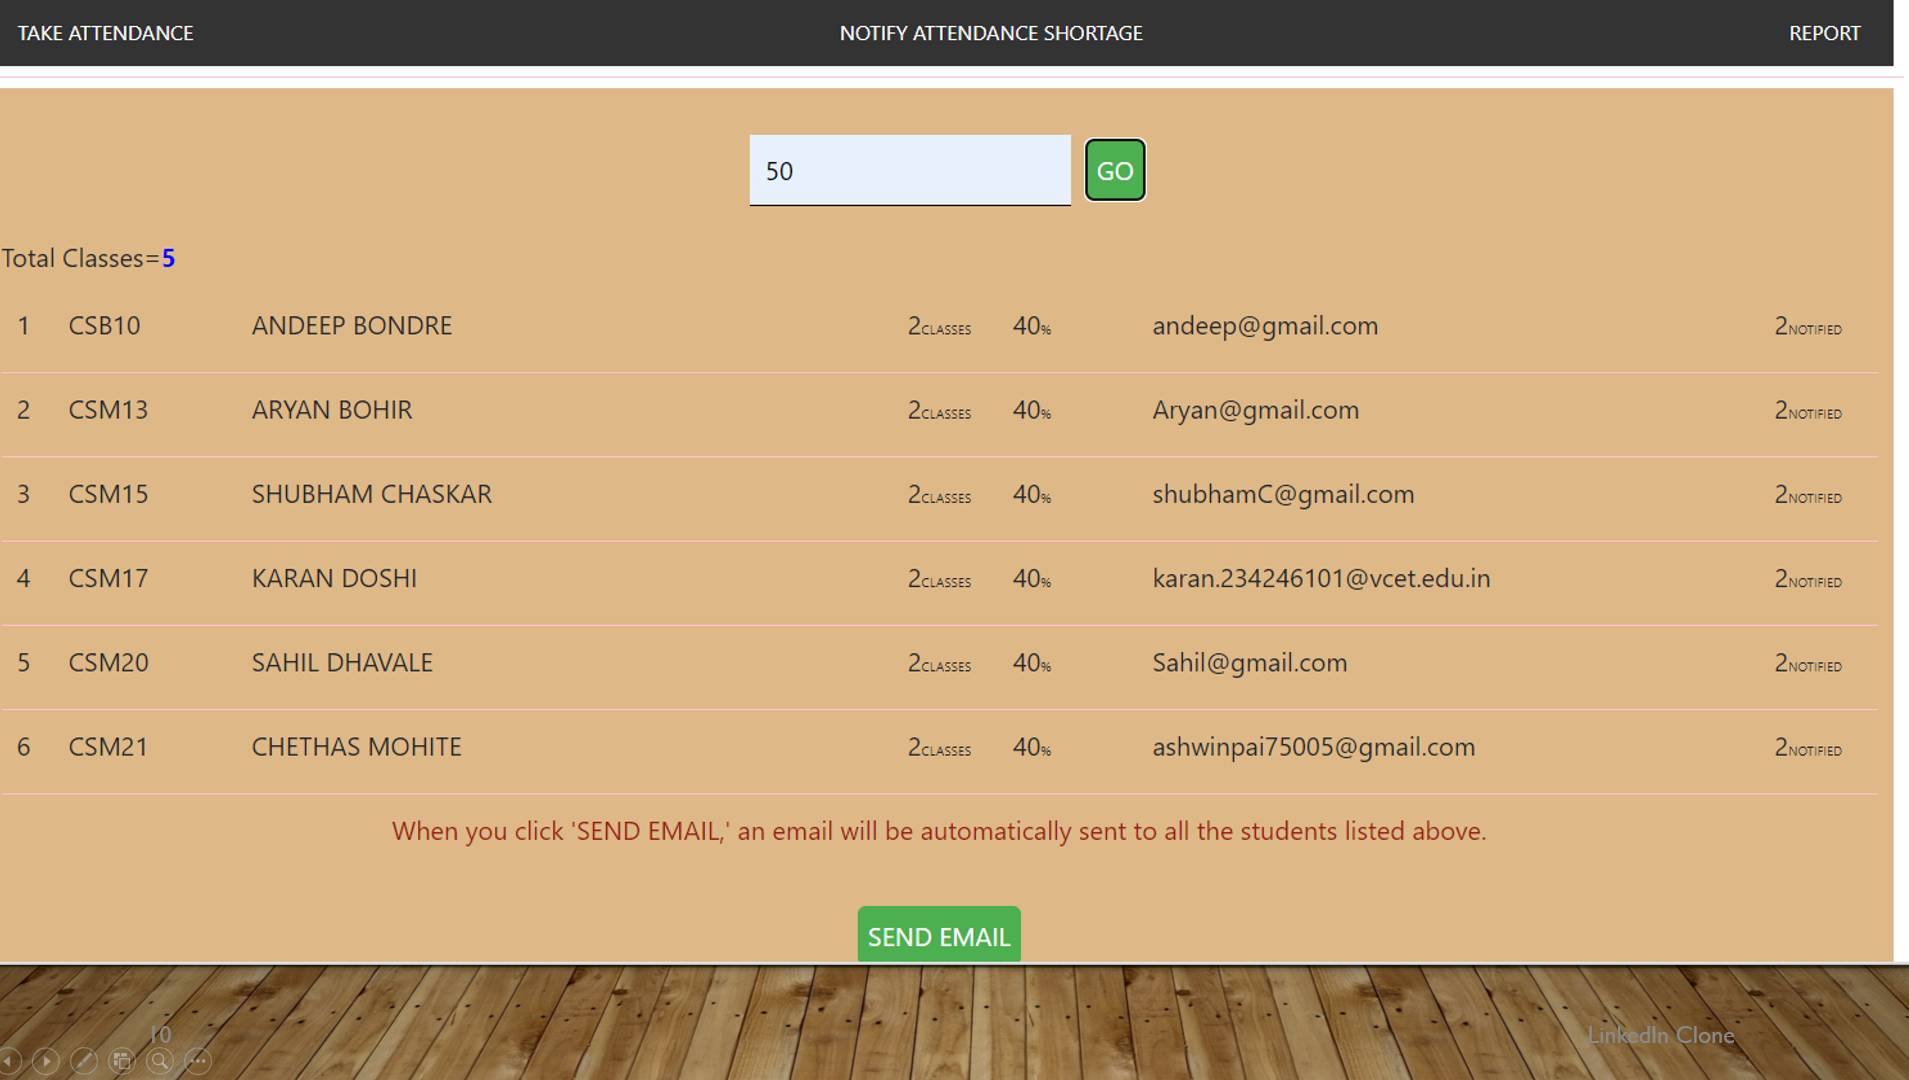 TAKE ATTENDANCE NOTIFY ATTENDANCE SHORTAGE REPORT
50 GO
Total Classes=5
1 CSB10 ANDEEP BONDRE 2CLASSES 40% andeep@gmail.com 2NOTIFIED
2 CSM13 ARYAN BOHIR 2CLASSES 40% Aryan@gmail.com 2NOTIFIED
3 CSM15 SHUBHAM CHASKAR 2CLASSES 40% shubhamC@gmail.com 2NOTIFIED
4 CSM17 KARAN DOSHI 2CLASSES 40% karan.234246101@vcet.edu.in 2NOTIFIED
5 CSM20 SAHIL DHAVALE 2CLASSES 40% Sahil@gmail.com 2NOTIFIED
6 CSM21 CHETHAS MOHITE 2CLASSES 40% ashwinpai75005@gmail.com 2NOTIFIED
When you click 'SEND EMAIL,' an email will be automatically sent to all the students listed above.
SEND EMAIL
10 LinkedIn Clone